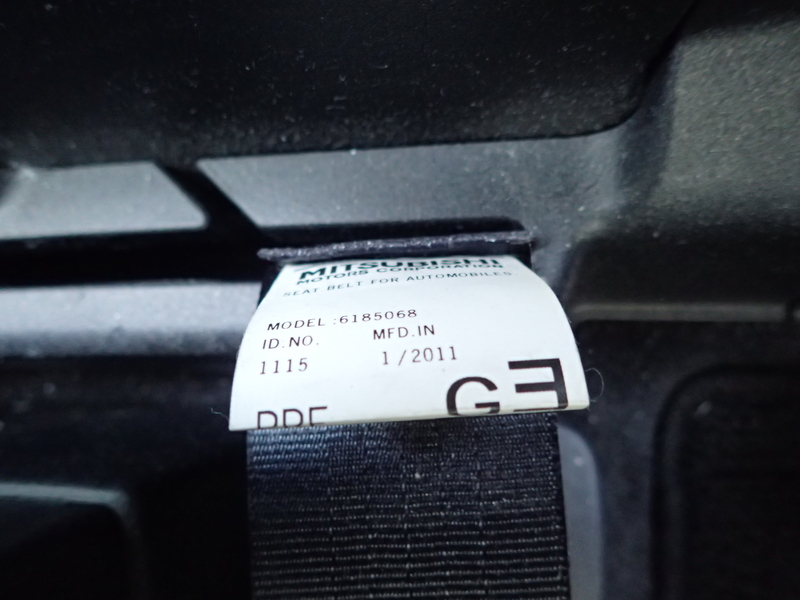 MITSUBISHI
MOTORS CORPORATION
SEAT BELT FOR AUTOMOBILES
MODEL :6185068
ID.NO. MFD.IN
1115 1/2011